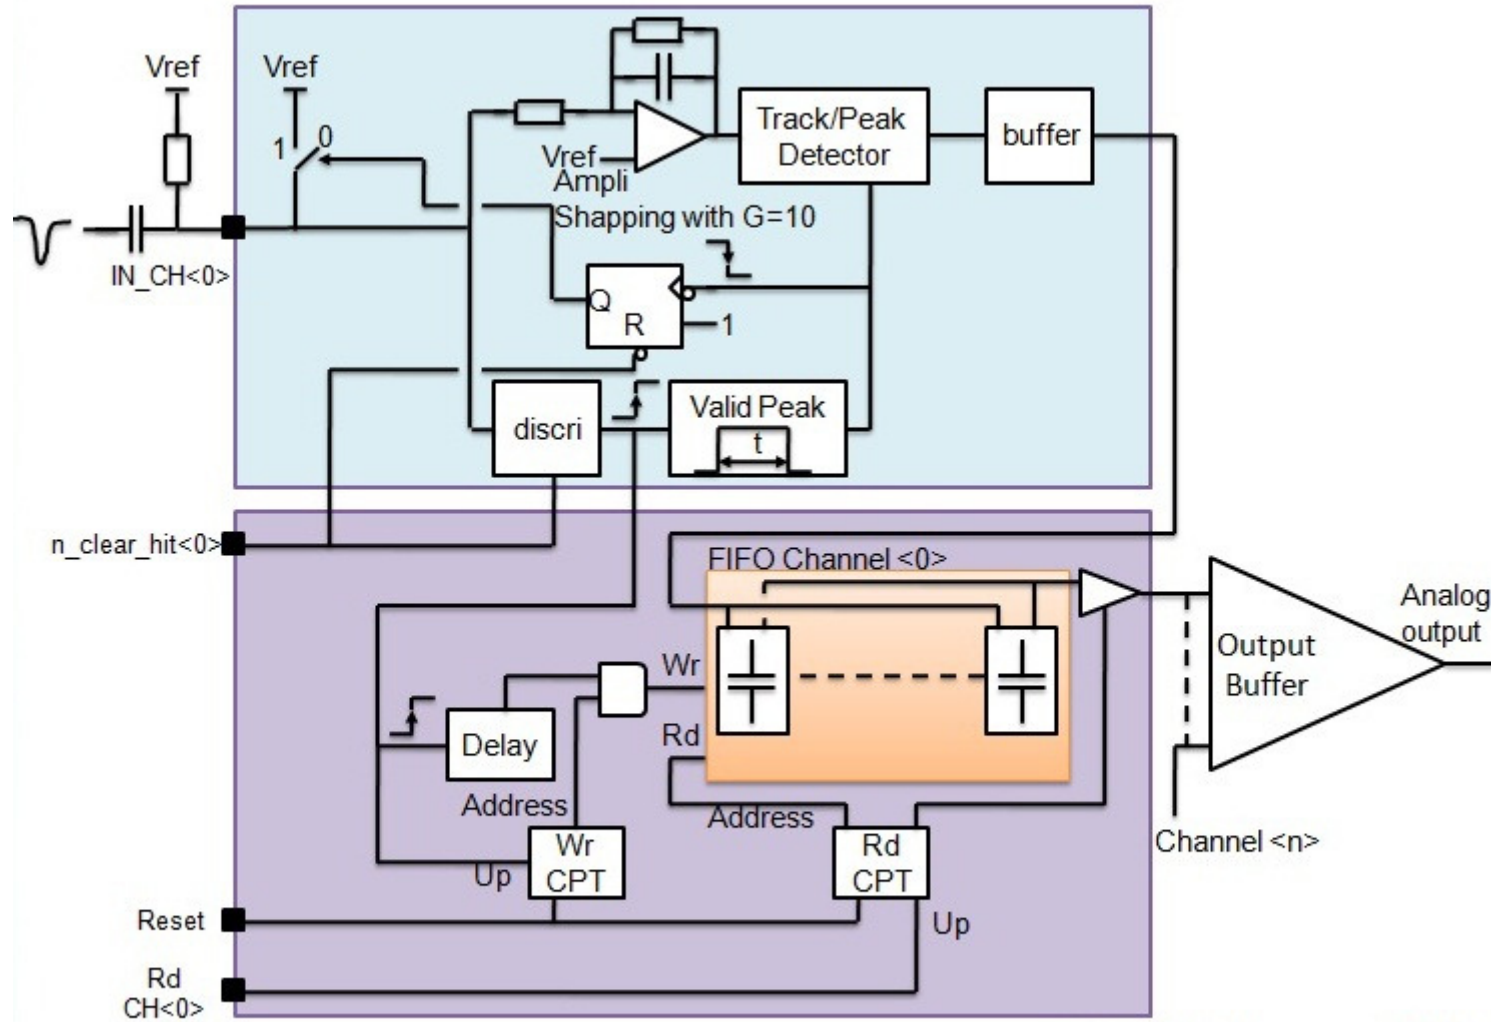 Vref
Vref
1
0
Track/Peak
Detector
buffer
Vref
Ampli
Shapping with G=10
IN_CH<0>
Q
R
1
discri
Valid Peak
t
n_clear_hit<0>
FIFO Channel <0>
Analog
output
Output
Buffer
Wr
Rd
Delay
Address
Address
Channel <n>
Wr
CPT
Up
Rd
CPT
Up
Reset
Rd
CH<0>